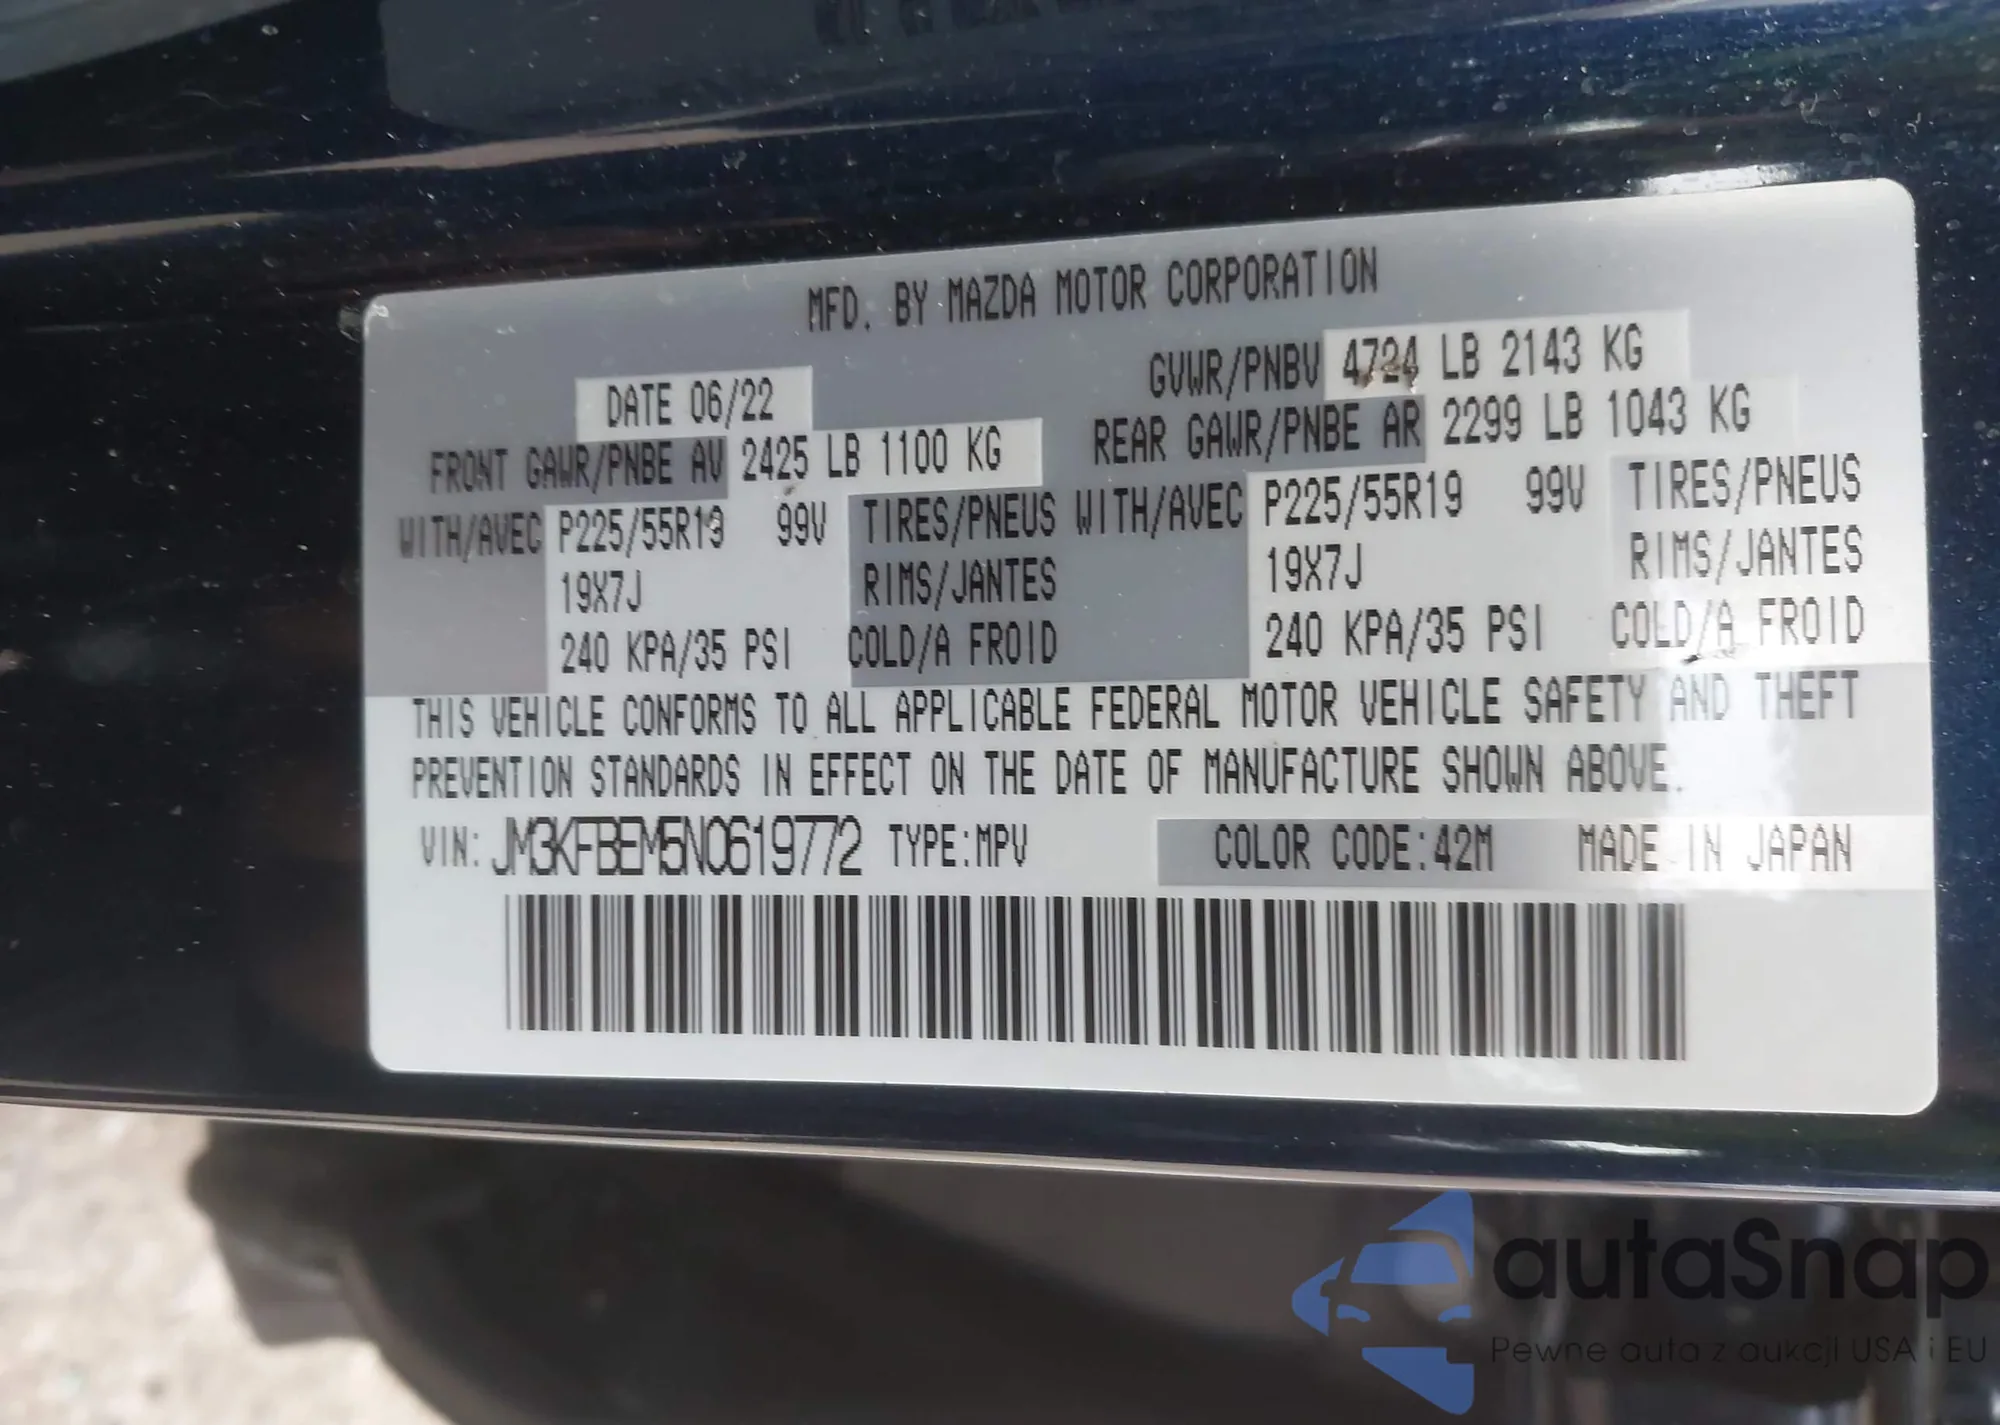 MFD. BY MAZDA MOTOR CORPORATION
DATE 06/22 GVWR/PNBV 4724 LB 2143 KG
FRONT GAWR/PNBE AV 2425 LB 1100 KG REAR GAWR/PNBE AR 2299 LB 1043 KG
WITH/AVEC P225/55R19 99V TIRES/PNEUS WITH/AVEC P225/55R19 99V TIRES/PNEUS
19X7J RIMS/JANTES 19X7J RIMS/JANTES
240 KPA/35 PSI COLD/A FROID 240 KPA/35 PSI COLD/A FROID
THIS VEHICLE CONFORMS TO ALL APPLICABLE FEDERAL MOTOR VEHICLE SAFETY AND THEFT
PREVENTION STANDARDS IN EFFECT ON THE DATE OF MANUFACTURE SHOWN ABOVE.
VIN: JM3KFBEM5N0619772 TYPE:MPV COLOR CODE:42M MADE IN JAPAN
autoSnap
Pewne auta z aukcji USA i EU